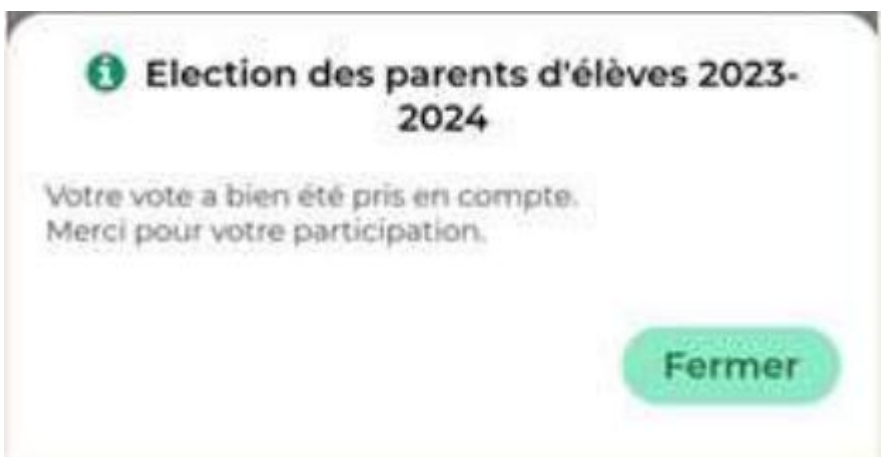 Election des parents d'élèves 2023-
2024
Votre vote a bien été pris en compte.
Merci pour votre participation.
Fermer